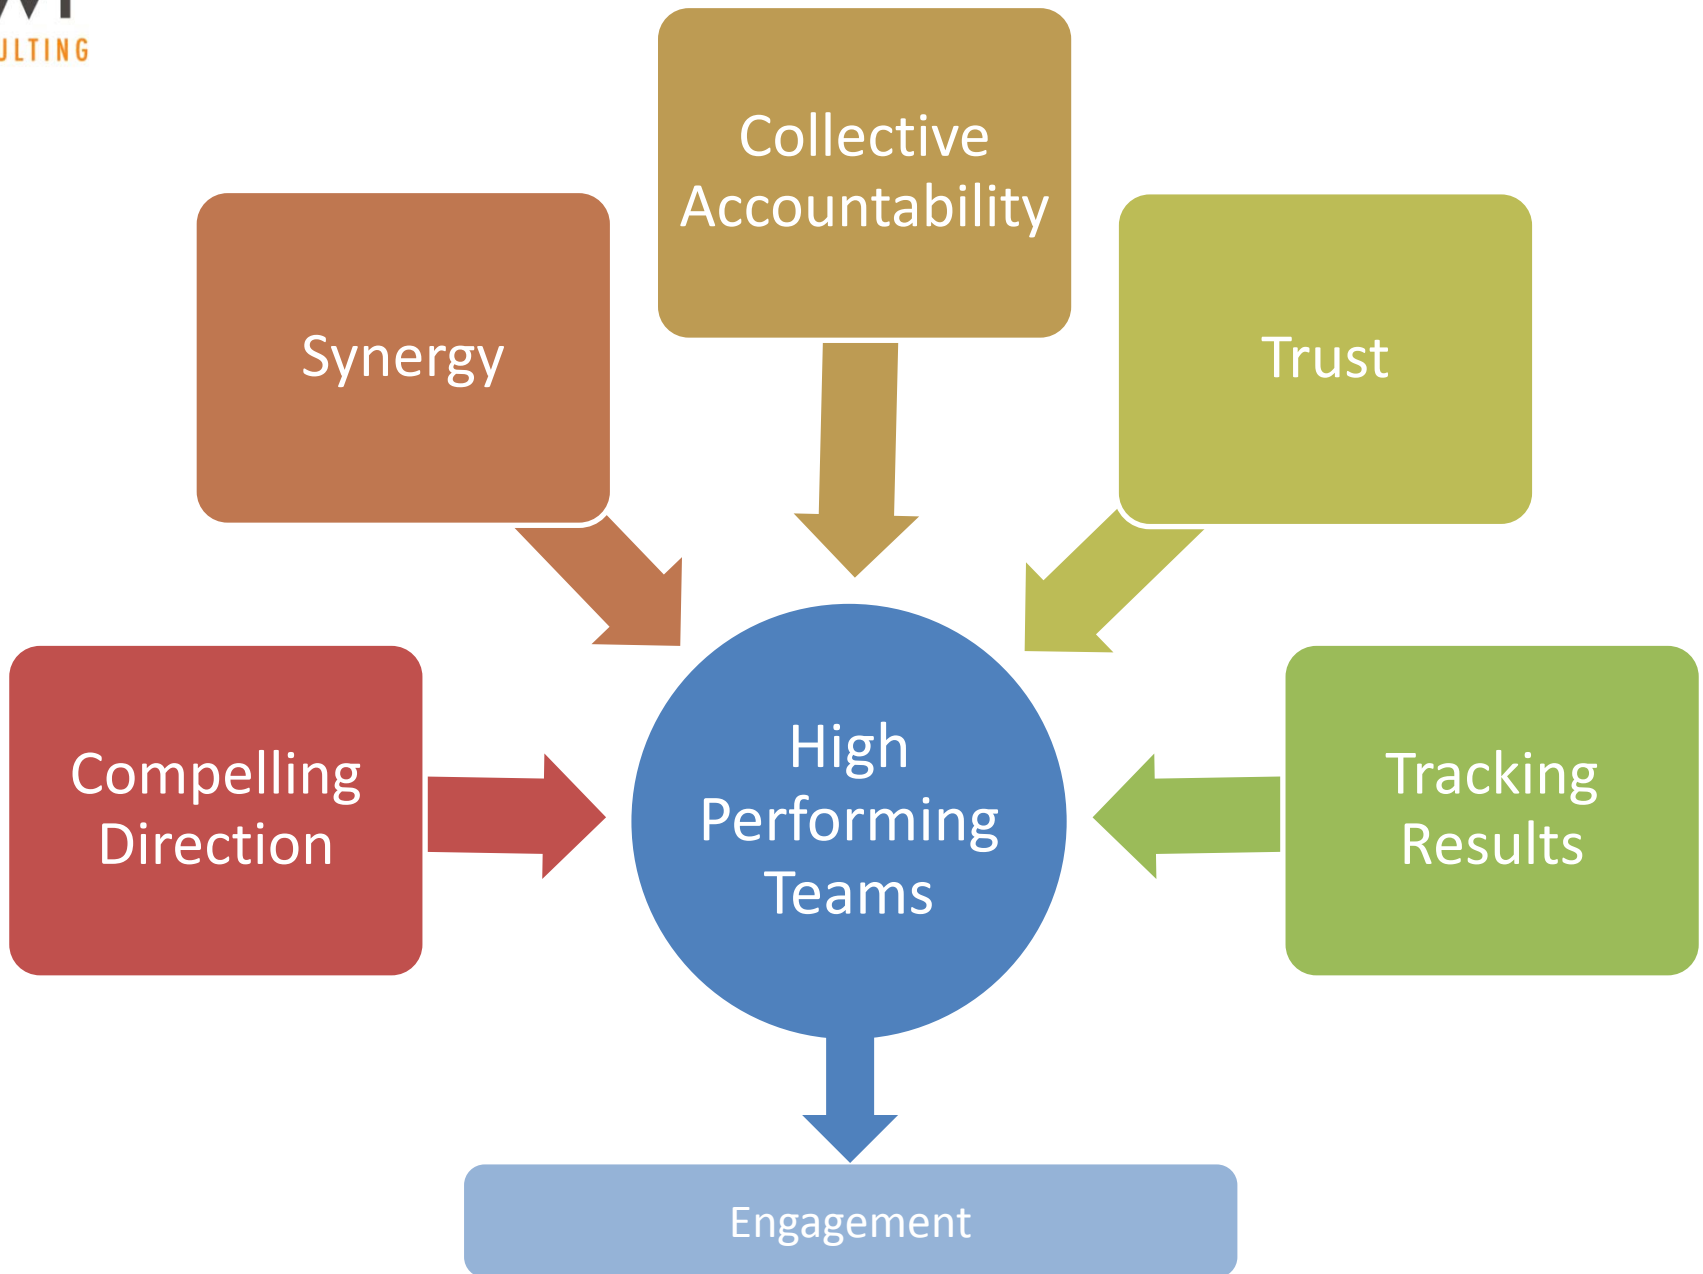 Collective
Accountability
Synergy
Trust
Compelling
Direction
High
Performing
Teams
Tracking
Results
Engagement